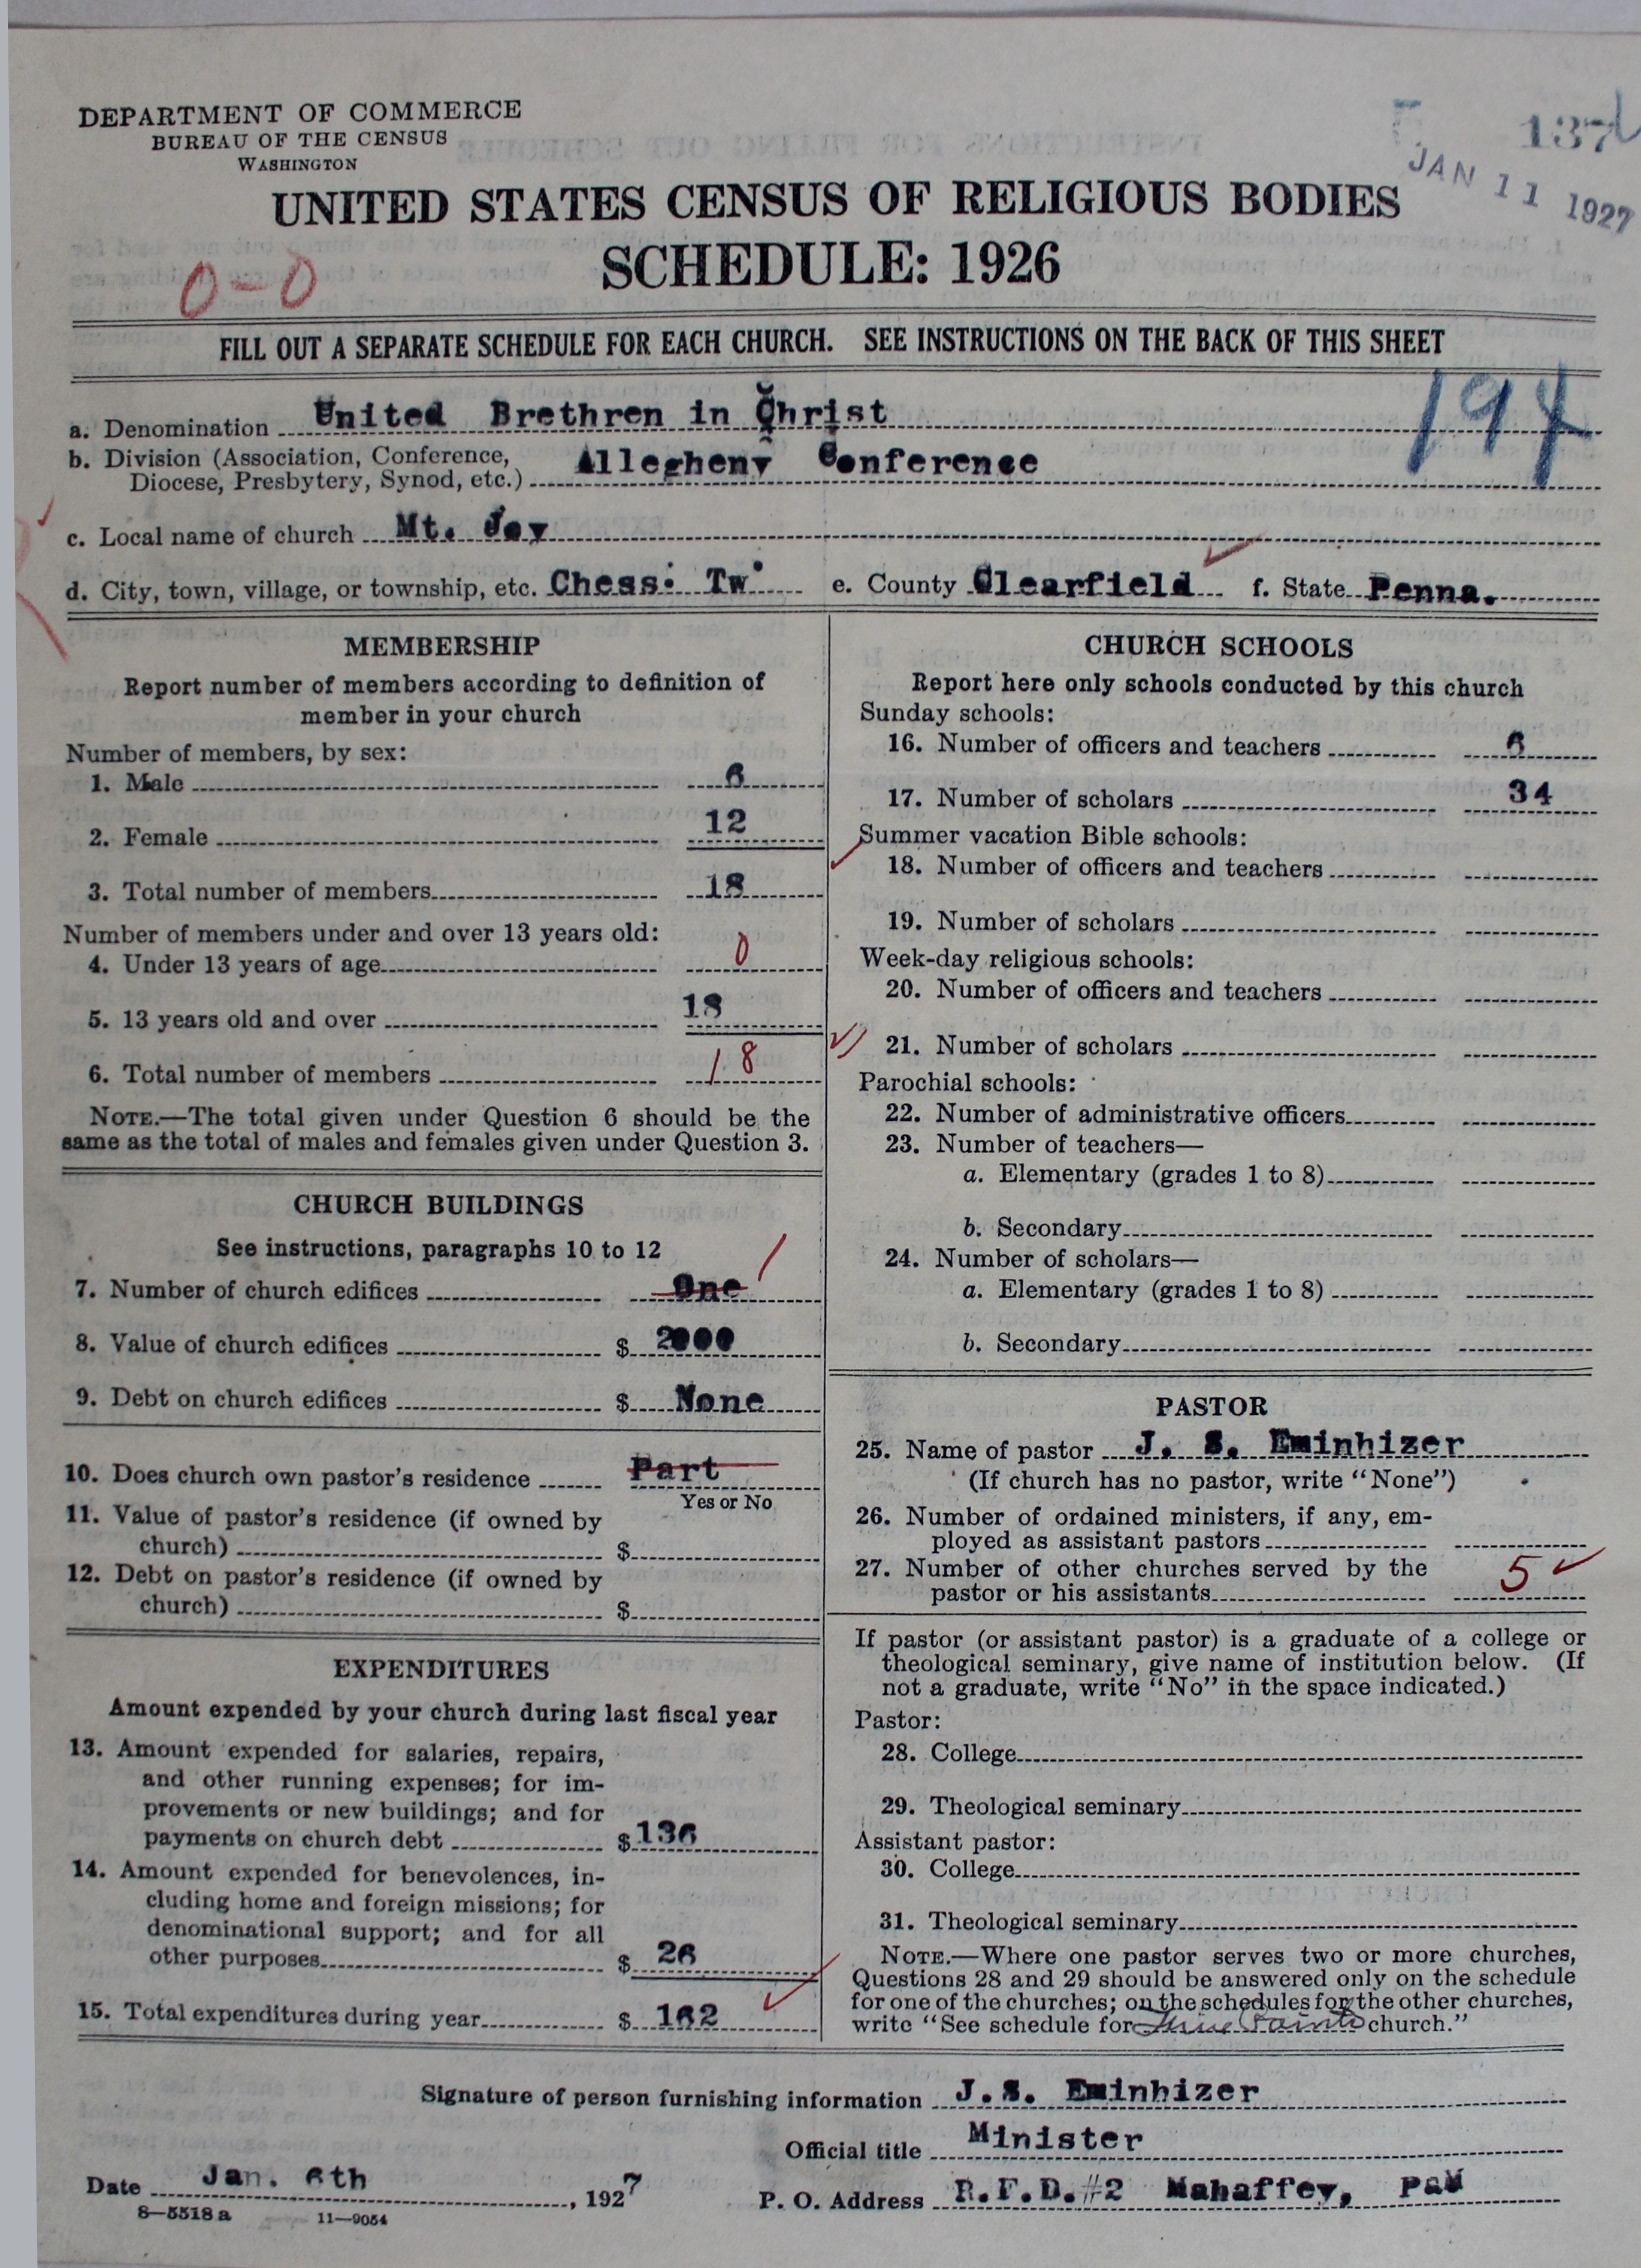 DEPARTMENT OF COMMERCE
BUREAU OF THE CENSUS
WASHINGTON
137
JAN 11 1927
UNITED STATES CENSUS OF RELIGIOUS BODIES
SCHEDULE: 1926
0-0
FILL OUT A SEPARATE SCHEDULE FOR EACH CHURCH. SEE INSTRUCTIONS ON THE BACK OF THIS SHEET
194
a. Denomination United Brethren in Christ
b. Division (Association, Conference, Diocese, Presbytery, Synod, etc.) Allegheny Conference
c. Local name of church Mt. Joy
d. City, town, village, or township, etc. Chess: Tw. e. County Clearfield f. State Penna.
MEMBERSHIP
Report number of members according to definition of
member in your church
Number of members, by sex:
1. Male 6
2. Female 12
3. Total number of members 18
Number of members under and over 13 years old:
4. Under 13 years of age 0
5. 13 years old and over 18
6. Total number of members 18
NOTE.—The total given under Question 6 should be the
same as the total of males and females given under Question 3.
CHURCH BUILDINGS
See instructions, paragraphs 10 to 12
7. Number of church edifices One 1
8. Value of church edifices $ 2000
9. Debt on church edifices $ None
10. Does church own pastor's residence Part
Yes or No
11. Value of pastor's residence (if owned by
church) $
12. Debt on pastor's residence (if owned by
church) $
EXPENDITURES
Amount expended by your church during last fiscal year
13. Amount expended for salaries, repairs,
and other running expenses; for im-
provements or new buildings; and for
payments on church debt $ 136
14. Amount expended for benevolences, in-
cluding home and foreign missions; for
denominational support; and for all
other purposes $ 26
15. Total expenditures during year $ 162
CHURCH SCHOOLS
Report here only schools conducted by this church
Sunday schools:
16. Number of officers and teachers 6
17. Number of scholars 34
Summer vacation Bible schools:
18. Number of officers and teachers
19. Number of scholars
Week-day religious schools:
20. Number of officers and teachers
21. Number of scholars
Parochial schools:
22. Number of administrative officers
23. Number of teachers—
a. Elementary (grades 1 to 8)
b. Secondary
24. Number of scholars—
a. Elementary (grades 1 to 8)
b. Secondary
PASTOR
25. Name of pastor J. S. Eminhizer
(If church has no pastor, write "None")
26. Number of ordained ministers, if any, em-
ployed as assistant pastors
27. Number of other churches served by the
pastor or his assistants 5
If pastor (or assistant pastor) is a graduate of a college or
theological seminary, give name of institution below. (If
not a graduate, write "No" in the space indicated.)
Pastor:
28. College
29. Theological seminary
Assistant pastor:
30. College
31. Theological seminary
NOTE.—Where one pastor serves two or more churches,
Questions 28 and 29 should be answered only on the schedule
for one of the churches; on the schedules for the other churches,
write "See schedule for church."
Signature of person furnishing information J.S. Eminhizer
Official title Minister
Date Jan. 6th, 1927 P. O. Address R.F.D.#2 Mahaffey, Pa
8—5518 a 11—9054